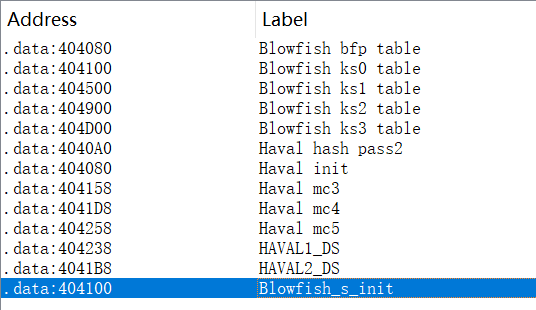 Address Label
.data:404080 Blowfish bfp table
.data:404100 Blowfish ks0 table
.data:404500 Blowfish ks1 table
.data:404900 Blowfish ks2 table
.data:404D00 Blowfish ks3 table
.data:4040A0 Haval hash pass2
.data:404080 Haval init
.data:404158 Haval mc3
.data:4041D8 Haval mc4
.data:404258 Haval mc5
.data:404238 HAVAL1_DS
.data:4041B8 HAVAL2_DS
.data:404100 Blowfish_s_init